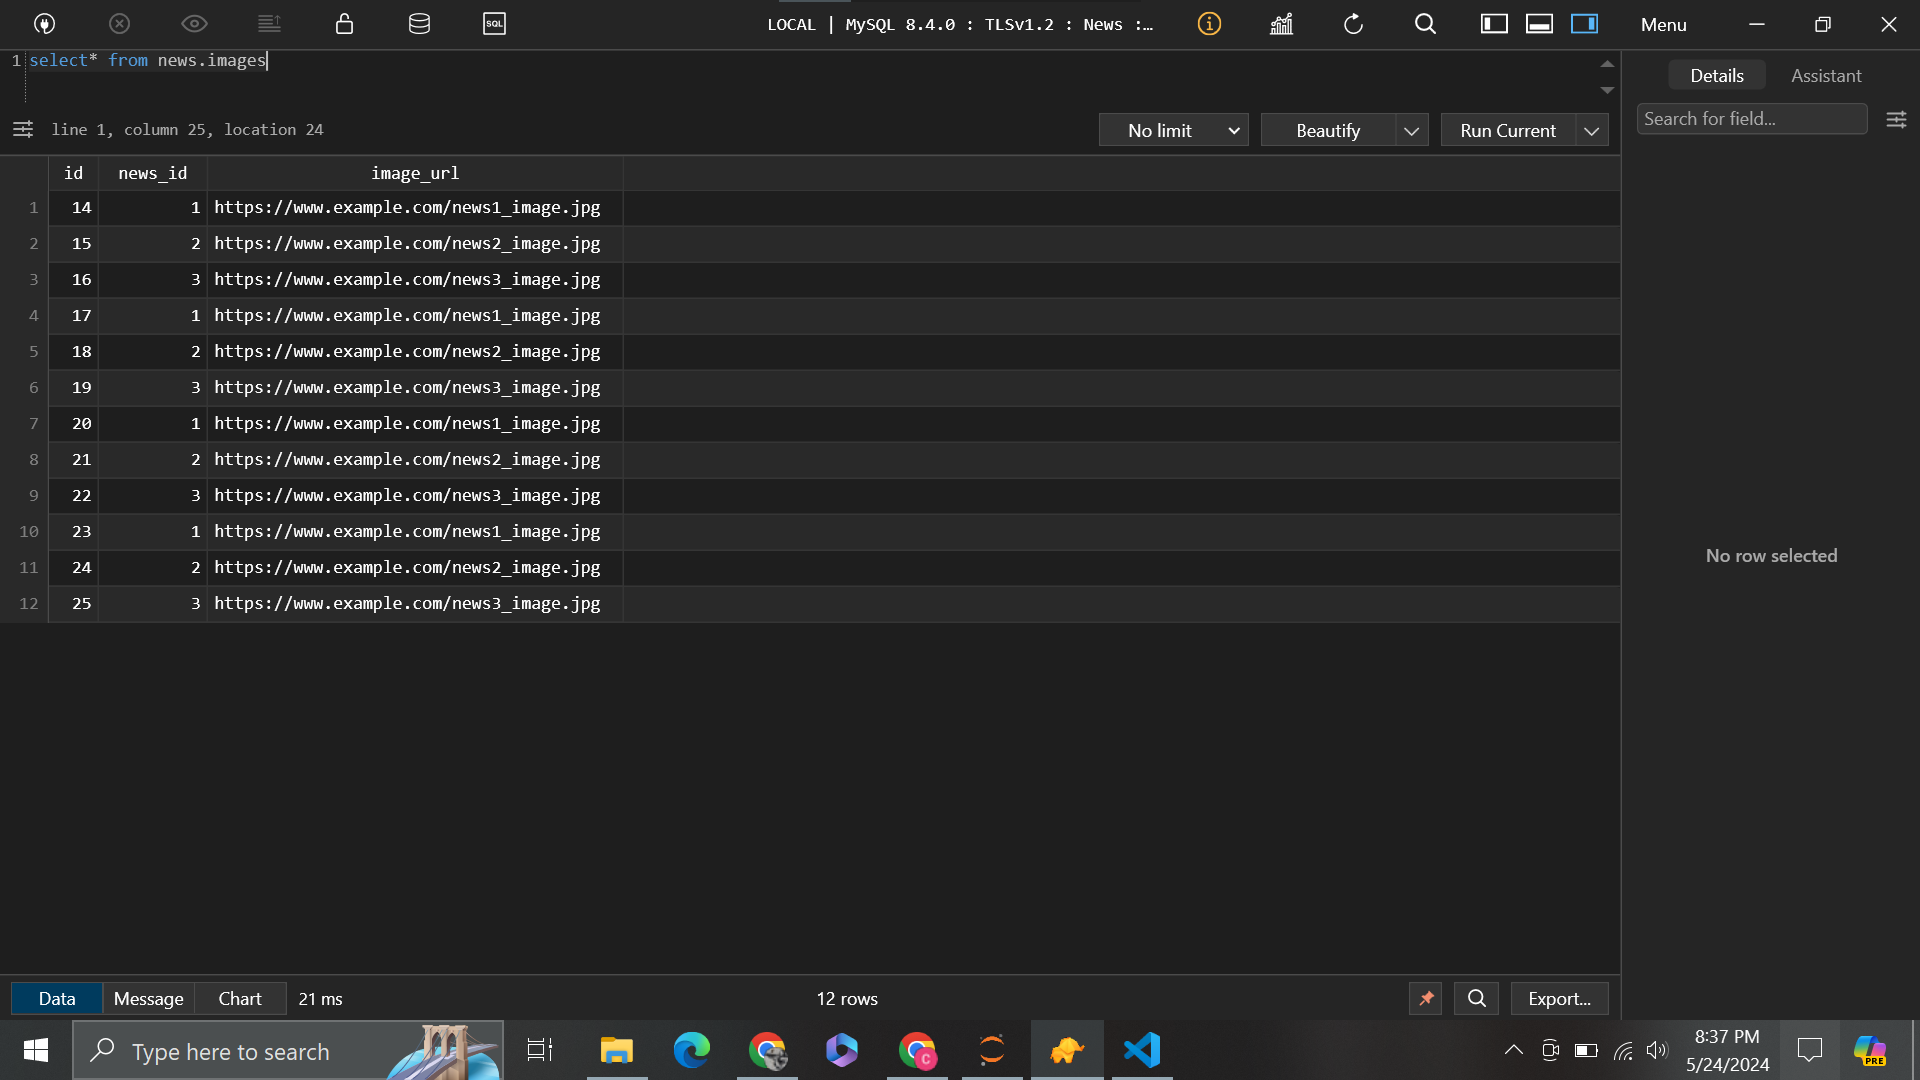 SQL
LOCAL | MySQL 8.4.0 : TLSv1.2 : News :…
Menu
1 select* from news.images
Details Assistant
Search for field...
line 1, column 25, location 24
No limit Beautify Run Current
id news_id image_url
1 14 1 https://www.example.com/news1_image.jpg
2 15 2 https://www.example.com/news2_image.jpg
3 16 3 https://www.example.com/news3_image.jpg
4 17 1 https://www.example.com/news1_image.jpg
5 18 2 https://www.example.com/news2_image.jpg
6 19 3 https://www.example.com/news3_image.jpg
7 20 1 https://www.example.com/news1_image.jpg
8 21 2 https://www.example.com/news2_image.jpg
9 22 3 https://www.example.com/news3_image.jpg
10 23 1 https://www.example.com/news1_image.jpg
11 24 2 https://www.example.com/news2_image.jpg
12 25 3 https://www.example.com/news3_image.jpg
No row selected
Data Message Chart 21 ms 12 rows Export...
Type here to search
C
8:37 PM
5/24/2024
PRE